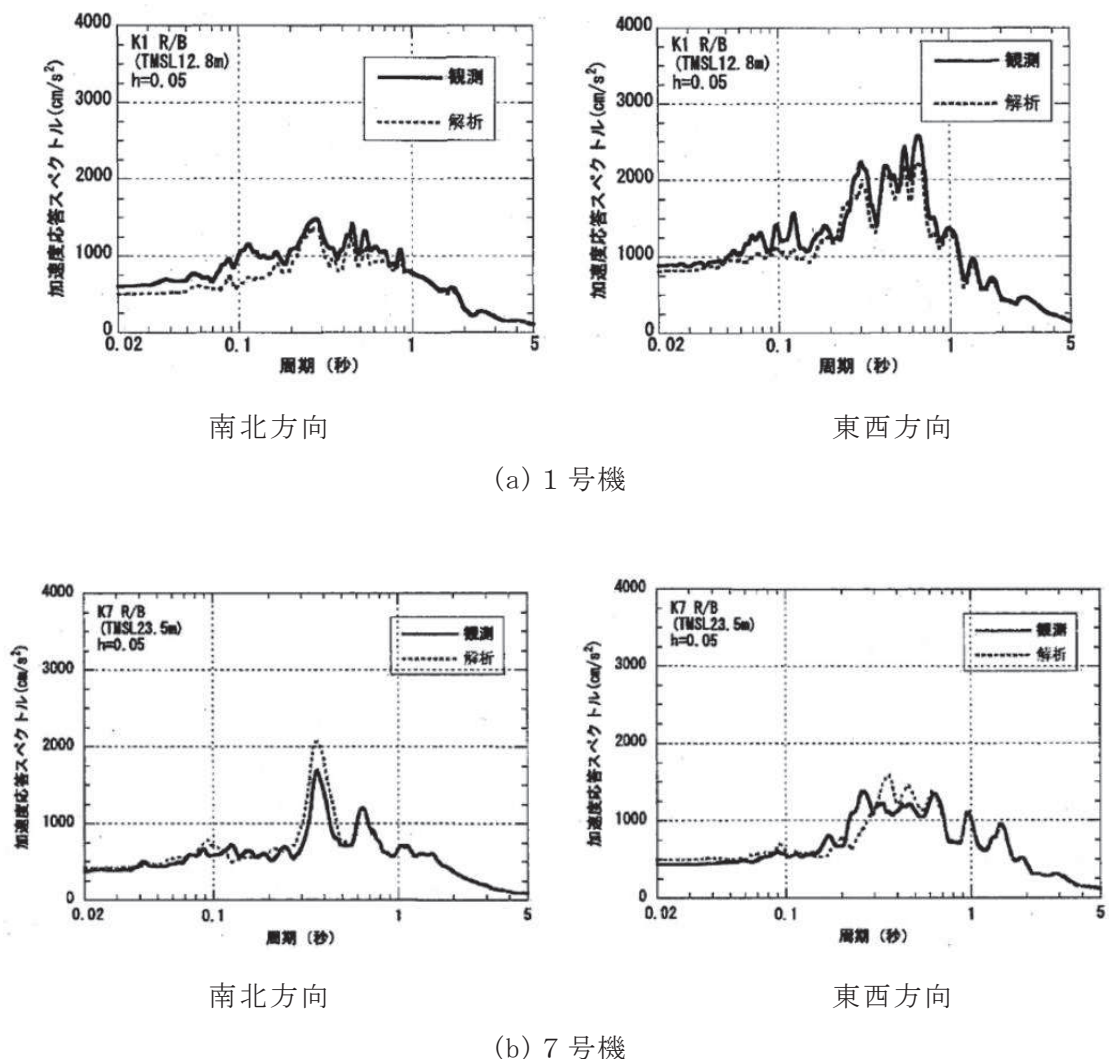 加速度応答スペクトル(cm/s²)
4000
3000
2000
1000
0
K1 R/B
(TMSL12.8m)
h=0.05
観測
解析
0.02
0.1
1
5
周期 (秒)
南北方向
加速度応答スペクトル(cm/s²)
4000
3000
2000
1000
0
K1 R/B
(TMSL12.8m)
h=0.05
観測
解析
0.02
0.1
1
5
周期 (秒)
東西方向
(a) 1 号機
加速度応答スペクトル(cm/s²)
4000
3000
2000
1000
0
K7 R/B
(TMSL23.5m)
h=0.05
観測
解析
0.02
0.1
1
5
周期 (秒)
南北方向
加速度応答スペクトル(cm/s²)
4000
3000
2000
1000
0
K7 R/B
(TMSL23.5m)
h=0.05
観測
解析
0.02
0.1
1
5
周期 (秒)
東西方向
(b) 7 号機